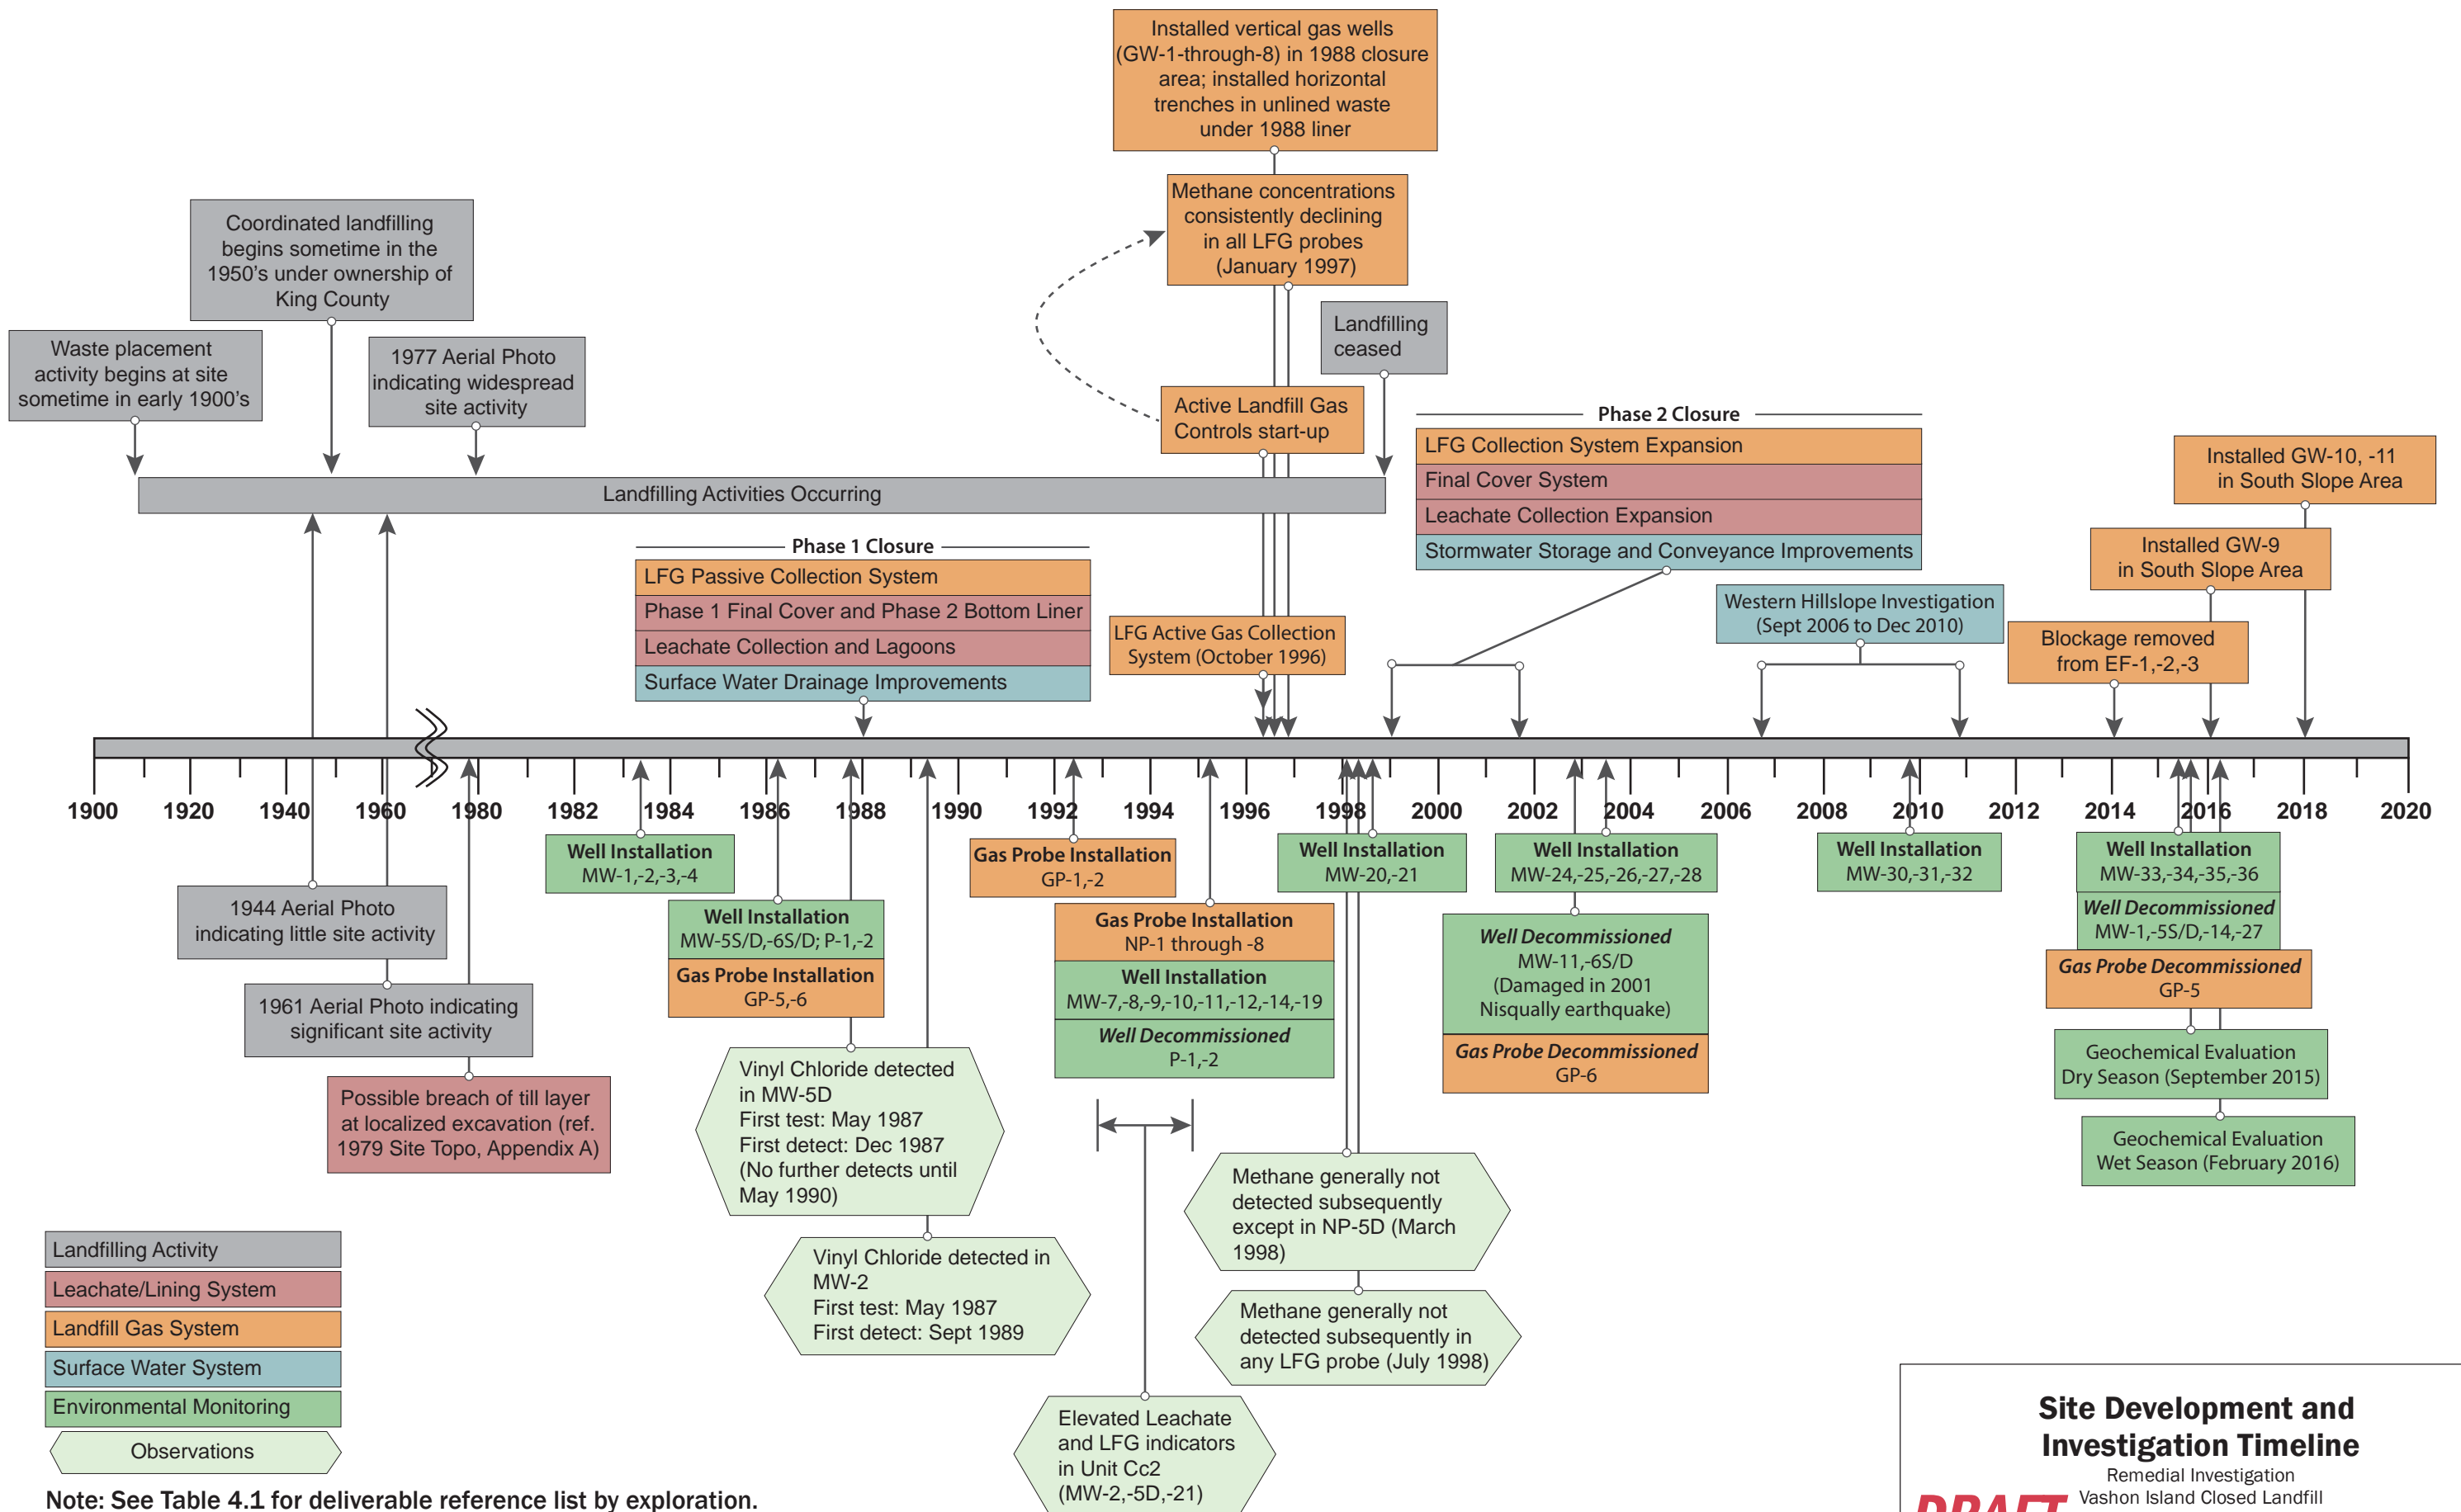 Installed vertical gas wells
(GW-1-through-8) in 1988 closure
area; installed horizontal
trenches in unlined waste
under 1988 liner
Methane concentrations
consistently declining
in all LFG probes
(January 1997)
Coordinated landfilling
begins sometime in the
1950's under ownership of
King County
Waste placement
activity begins at site
sometime in early 1900's
1977 Aerial Photo
indicating widespread
site activity
Landfilling
ceased
Active Landfill Gas
Controls start-up
Landfilling Activities Occurring
Phase 2 Closure
LFG Collection System Expansion
Final Cover System
Leachate Collection Expansion
Stormwater Storage and Conveyance Improvements
Installed GW-10, -11
in South Slope Area
Installed GW-9
in South Slope Area
Phase 1 Closure
LFG Passive Collection System
Phase 1 Final Cover and Phase 2 Bottom Liner
Leachate Collection and Lagoons
Surface Water Drainage Improvements
LFG Active Gas Collection
System (October 1996)
Western Hillslope Investigation
(Sept 2006 to Dec 2010)
Blockage removed
from EF-1,-2,-3
1900 1920 1940 1960 1980 1982 1984 1986 1988 1990 1992 1994 1996 1998 2000 2002 2004 2006 2008 2010 2012 2014 2016 2018 2020
Well Installation
MW-1,-2,-3,-4
Gas Probe Installation
GP-1,-2
Well Installation
MW-20,-21
Well Installation
MW-24,-25,-26,-27,-28
Well Installation
MW-30,-31,-32
Well Installation
MW-33,-34,-35,-36
Well Decommissioned
MW-1,-5S/D,-14,-27
Gas Probe Decommissioned
GP-5
1944 Aerial Photo
indicating little site activity
Well Installation
MW-5S/D,-6S/D; P-1,-2
Gas Probe Installation
GP-5,-6
Gas Probe Installation
NP-1 through -8
Well Installation
MW-7,-8,-9,-10,-11,-12,-14,-19
Well Decommissioned
P-1,-2
Well Decommissioned
MW-11,-6S/D
(Damaged in 2001
Nisqually earthquake)
Gas Probe Decommissioned
GP-6
1961 Aerial Photo indicating
significant site activity
Geochemical Evaluation
Dry Season (September 2015)
Geochemical Evaluation
Wet Season (February 2016)
Possible breach of till layer
at localized excavation (ref.
1979 Site Topo, Appendix A)
Vinyl Chloride detected
in MW-5D
First test: May 1987
First detect: Dec 1987
(No further detects until
May 1990)
Methane generally not
detected subsequently
except in NP-5D (March
1998)
Vinyl Chloride detected in
MW-2
First test: May 1987
First detect: Sept 1989
Methane generally not
detected subsequently in
any LFG probe (July 1998)
Elevated Leachate
and LFG indicators
in Unit Cc2
(MW-2,-5D,-21)
Landfilling Activity
Leachate/Lining System
Landfill Gas System
Surface Water System
Environmental Monitoring
Observations
Note: See Table 4.1 for deliverable reference list by exploration.
Site Development and
Investigation Timeline
Remedial Investigation
Vashon Island Closed Landfill
DRAFT